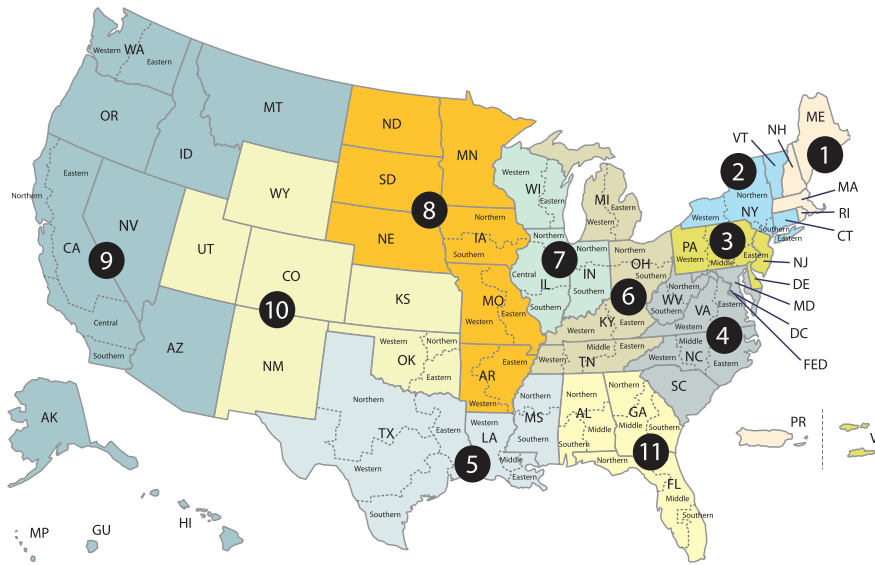 WA
Western
Eastern
OR
MT
ID
ND
MN
SD
8
NE
WY
Northern
IA
Southern
Eastern
Northern
CA
NV
9
Central
Southern
UT
CO
10
AZ
NM
KS
MO
Western
Eastern
Western
Northern
OK
Eastern
Eastern
AR
Western
Northern
TX
Eastern
Western
Southern
Western
LA
5
Middle
Eastern
Northern
MS
Southern
Western
WI
Eastern
Northern
7
Central
IL
Southern
Northern
IN
Southern
MI
Eastern
Western
Northern
OH
Southern
6
KY
Eastern
Western
Middle
Eastern
Western
TN
Northern
AL
Middle
Southern
Northern
GA
Middle
Southern
11
Northern
FL
Middle
Southern
Northern
WV
Southern
VA
Eastern
Western
4
Middle
Western
NC
Eastern
SC
PA
3
Western
Middle
Eastern
2
Northern
Western
NY
Southern
Eastern
VT
NH
ME
1
MA
RI
CT
NJ
DE
MD
DC
FED
PR
V
AK
HI
GU
MP